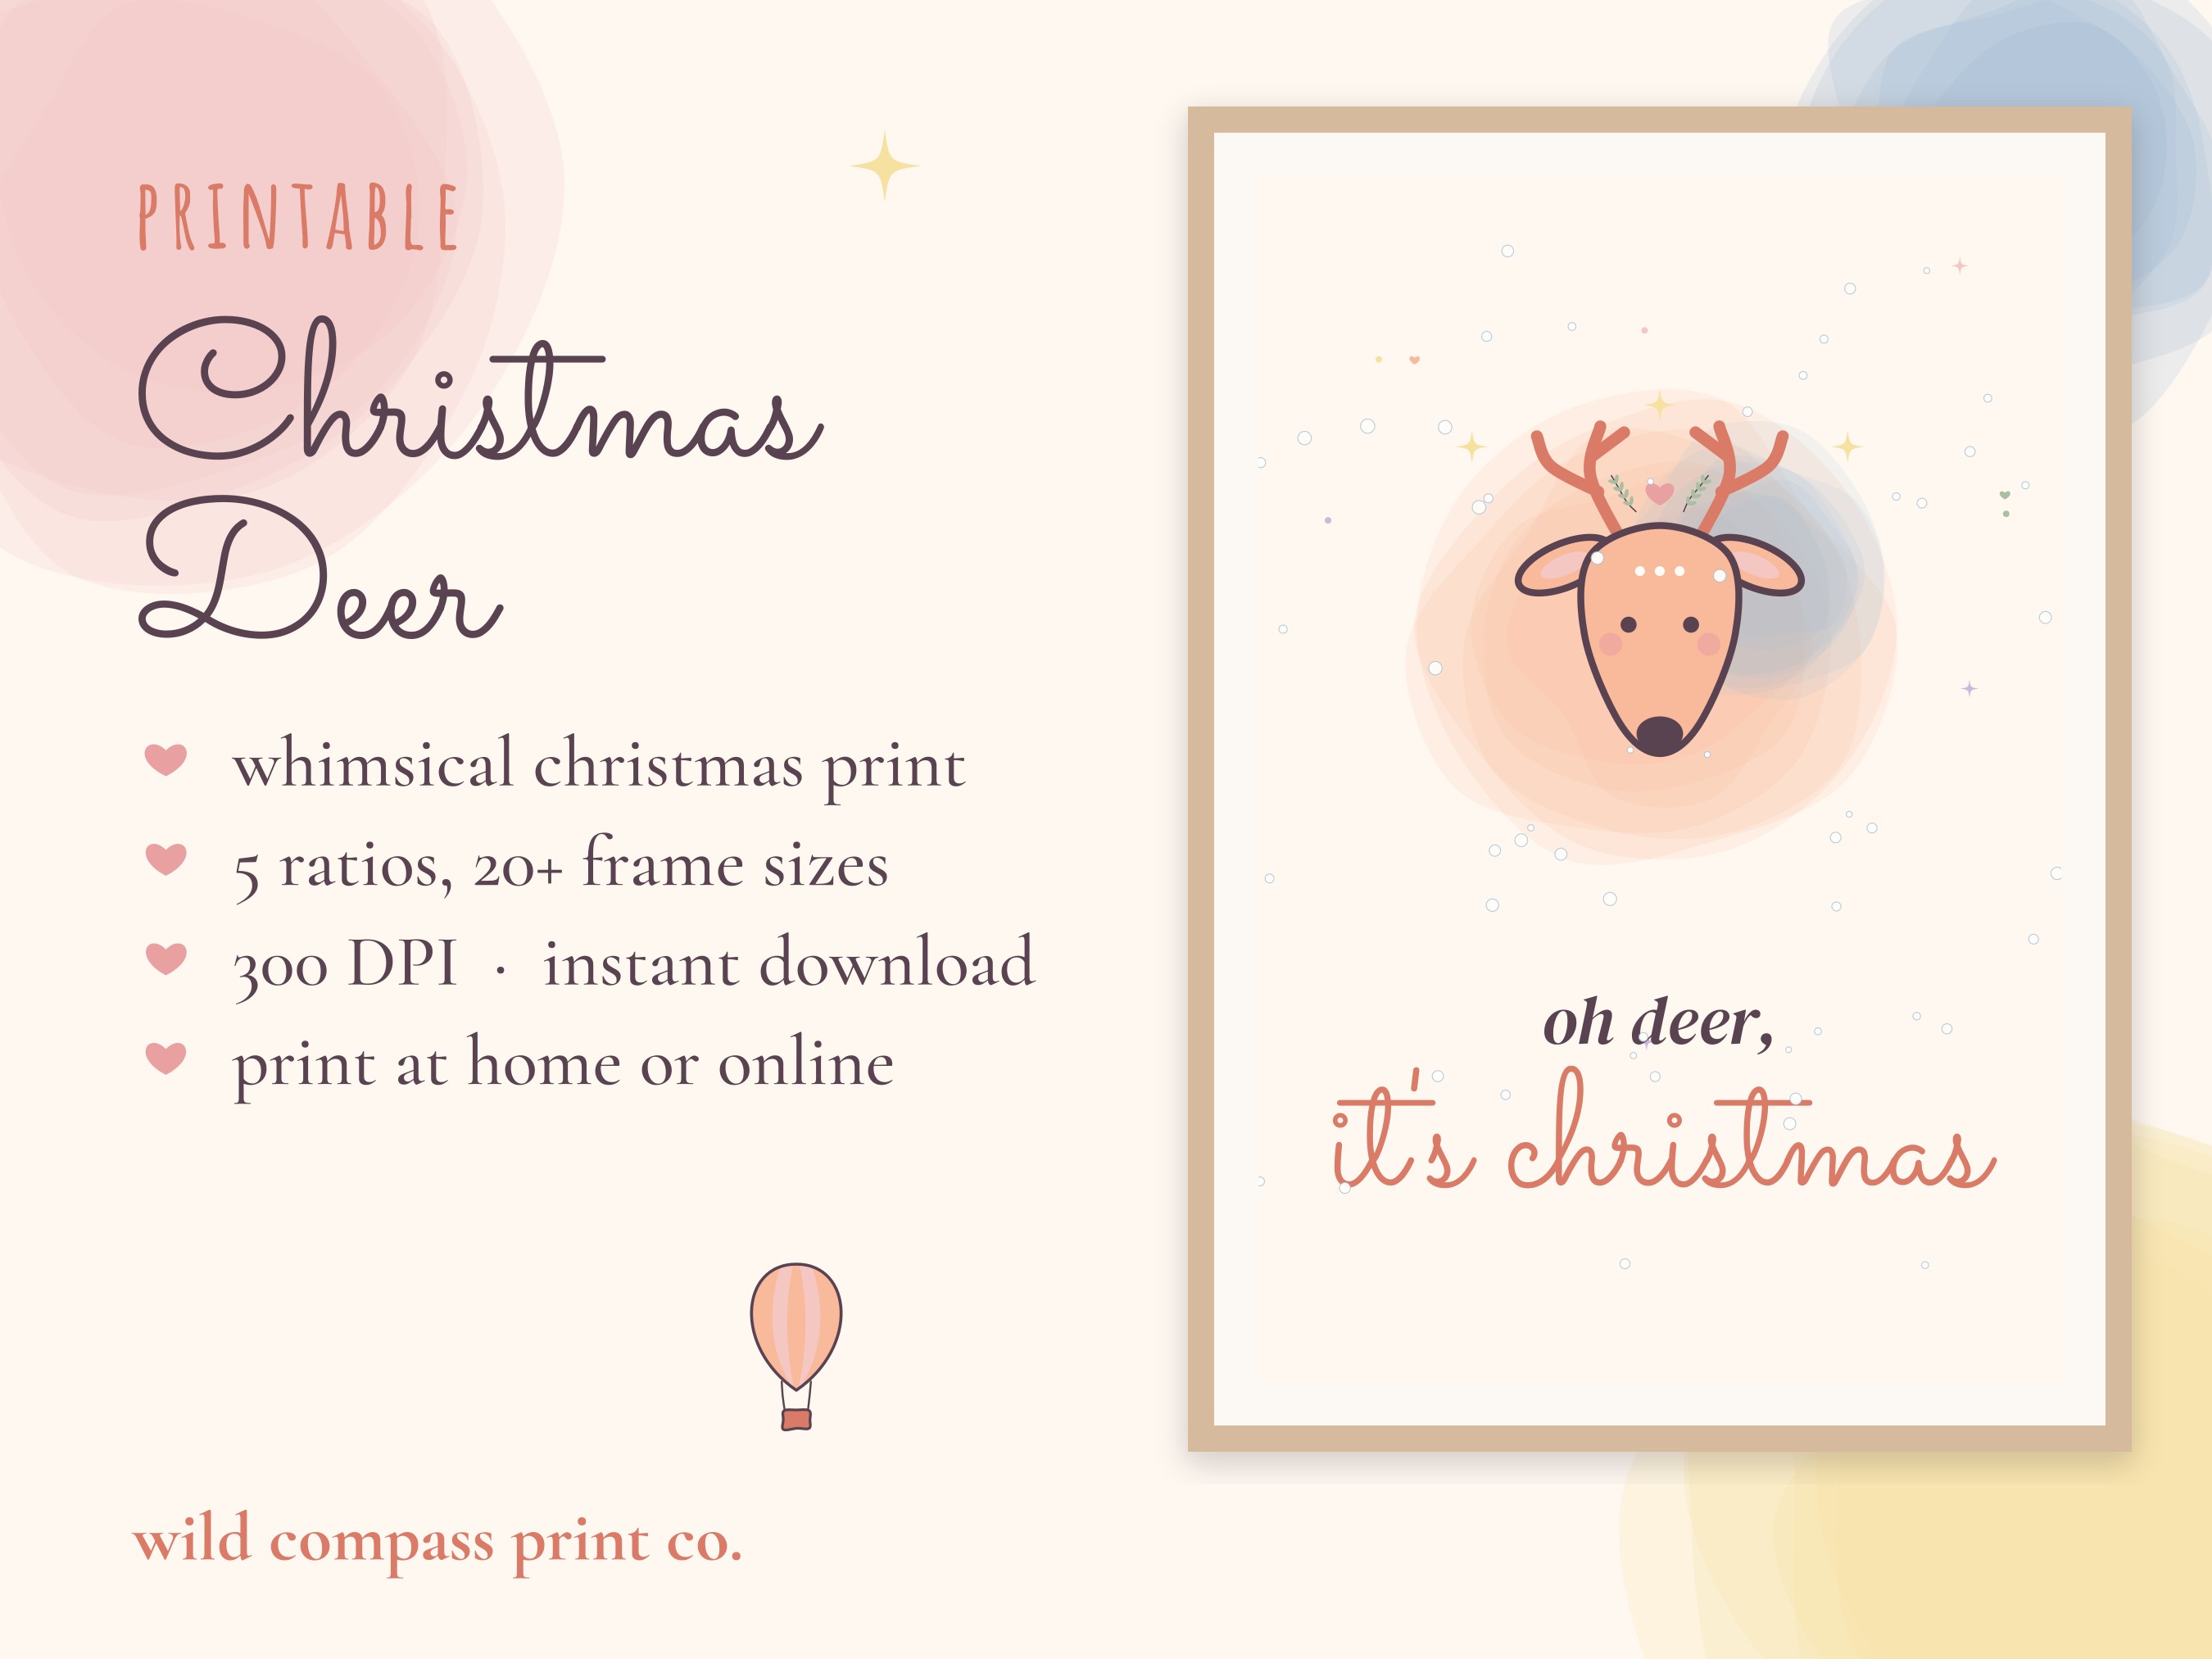 PRINTABLE
Christmas
Deer
whimsical christmas print
5 ratios, 20+ frame sizes
300 DPI · instant download
print at home or online
wild compass print co.
oh deer,
it's christmas